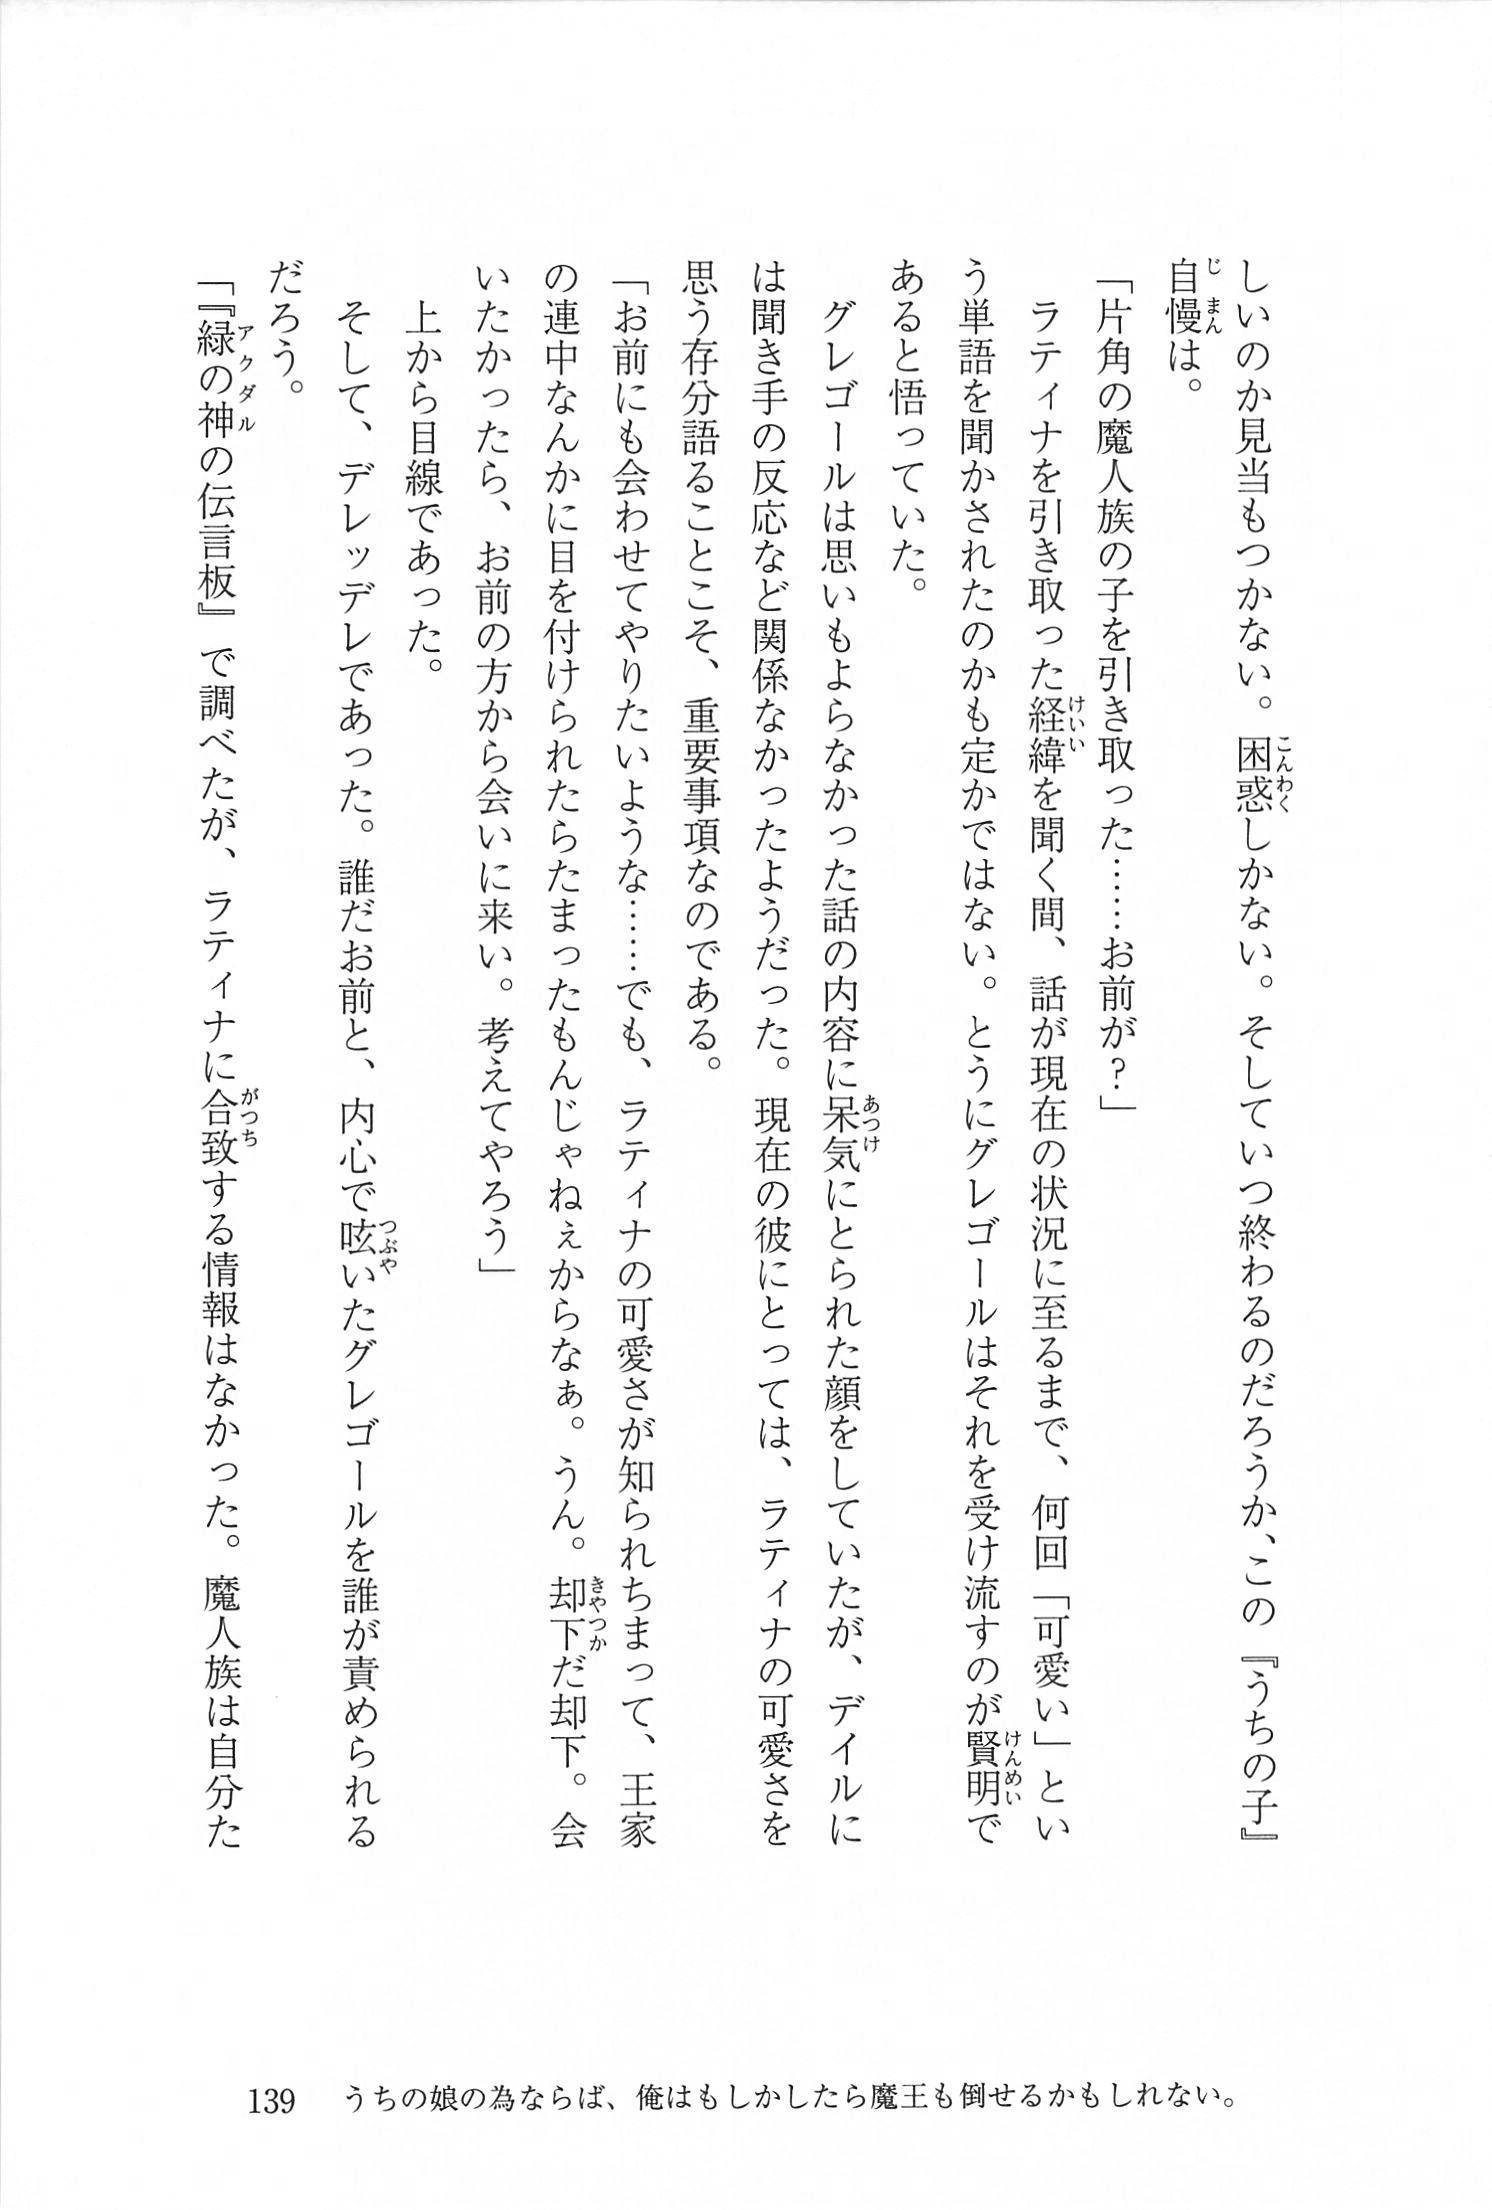 しいのか見当もつかない。困惑しかない。そしていつ終わるのだろうか、この『うちの子』
自慢は。
「片角の魔人族の子を引き取った……お前が?」
　ラティナを引き取った経緯を聞く間、話が現在の状況に至るまで、何回「可愛い」とい
う単語を聞かされたのかも定かではない。とうにグレゴールはそれを受け流すのが賢明で
あると悟っていた。
　グレゴールは思いもよらなかった話の内容に呆気にとられた顔をしていたが、デイルに
は聞き手の反応など関係なかったようだった。現在の彼にとっては、ラティナの可愛さを
思う存分語ることこそ、重要事項なのである。
「お前にも会わせてやりたいような……でも、ラティナの可愛さが知られちまって、王家
の連中なんかに目を付けられたらたまったもんじゃねぇからなぁ。うん。却下だ却下。会
いたかったら、お前の方から会いに来い。考えてやろう」
　上から目線であった。
　そして、デレッデレであった。誰だお前と、内心で呟いたグレゴールを誰が責められる
だろう。
「『緑の神の伝言板』で調べたが、ラティナに合致する情報はなかった。魔人族は自分た
139　うちの娘の為ならば、俺はもしかしたら魔王も倒せるかもしれない。